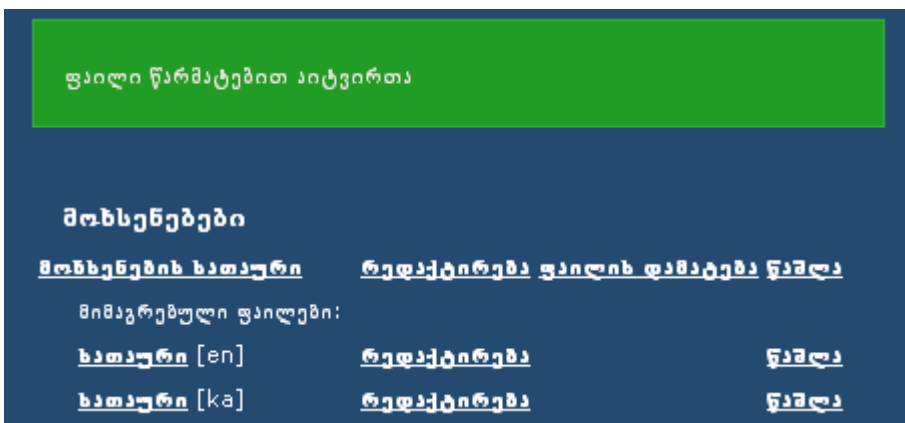 ფაილი წარმატებით აიტვირთა
მოხსენებები
მოხსენების სათაური რედაქტირება ფაილის დამატება წაშლა
მიმაგრებული ფაილები:
სათაური [en] რედაქტირება წაშლა
სათაური [ka] რედაქტირება წაშლა